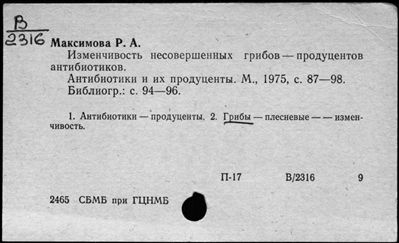 В
2316
Максимова Р. А.
Изменчивость несовершенных грибов — продуцентов
антибиотиков.
Антибиотики и их продуценты. М., 1975, с. 87—98.
Библиогр.: с. 94—96.
1. Антибиотики — продуценты. 2. Грибы — плесневые — — измен-
чивость.
П-17 В/2316 9
2465 СБМБ при ГЦНМБ